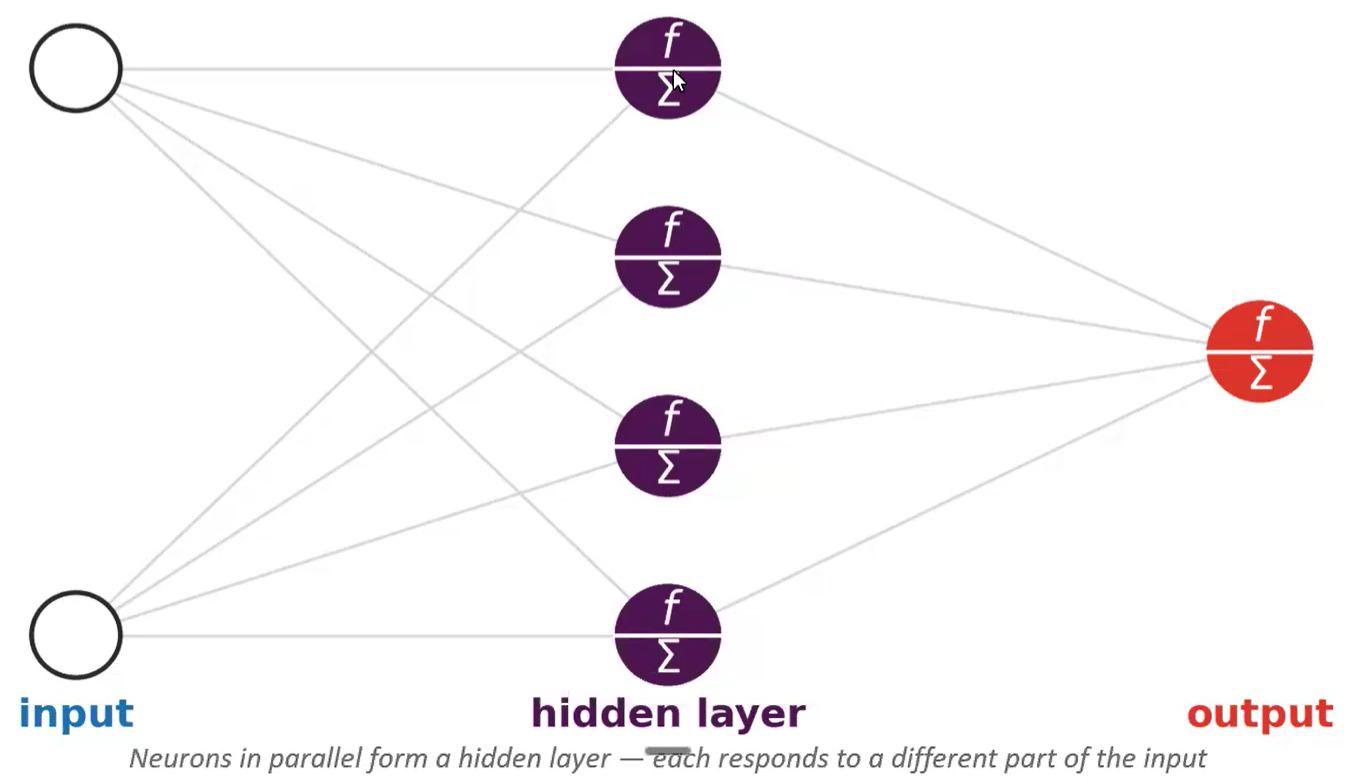 f
Σ
f
Σ
f
Σ
f
Σ
f
Σ
input hidden layer output
Neurons in parallel form a hidden layer — each responds to a different part of the input